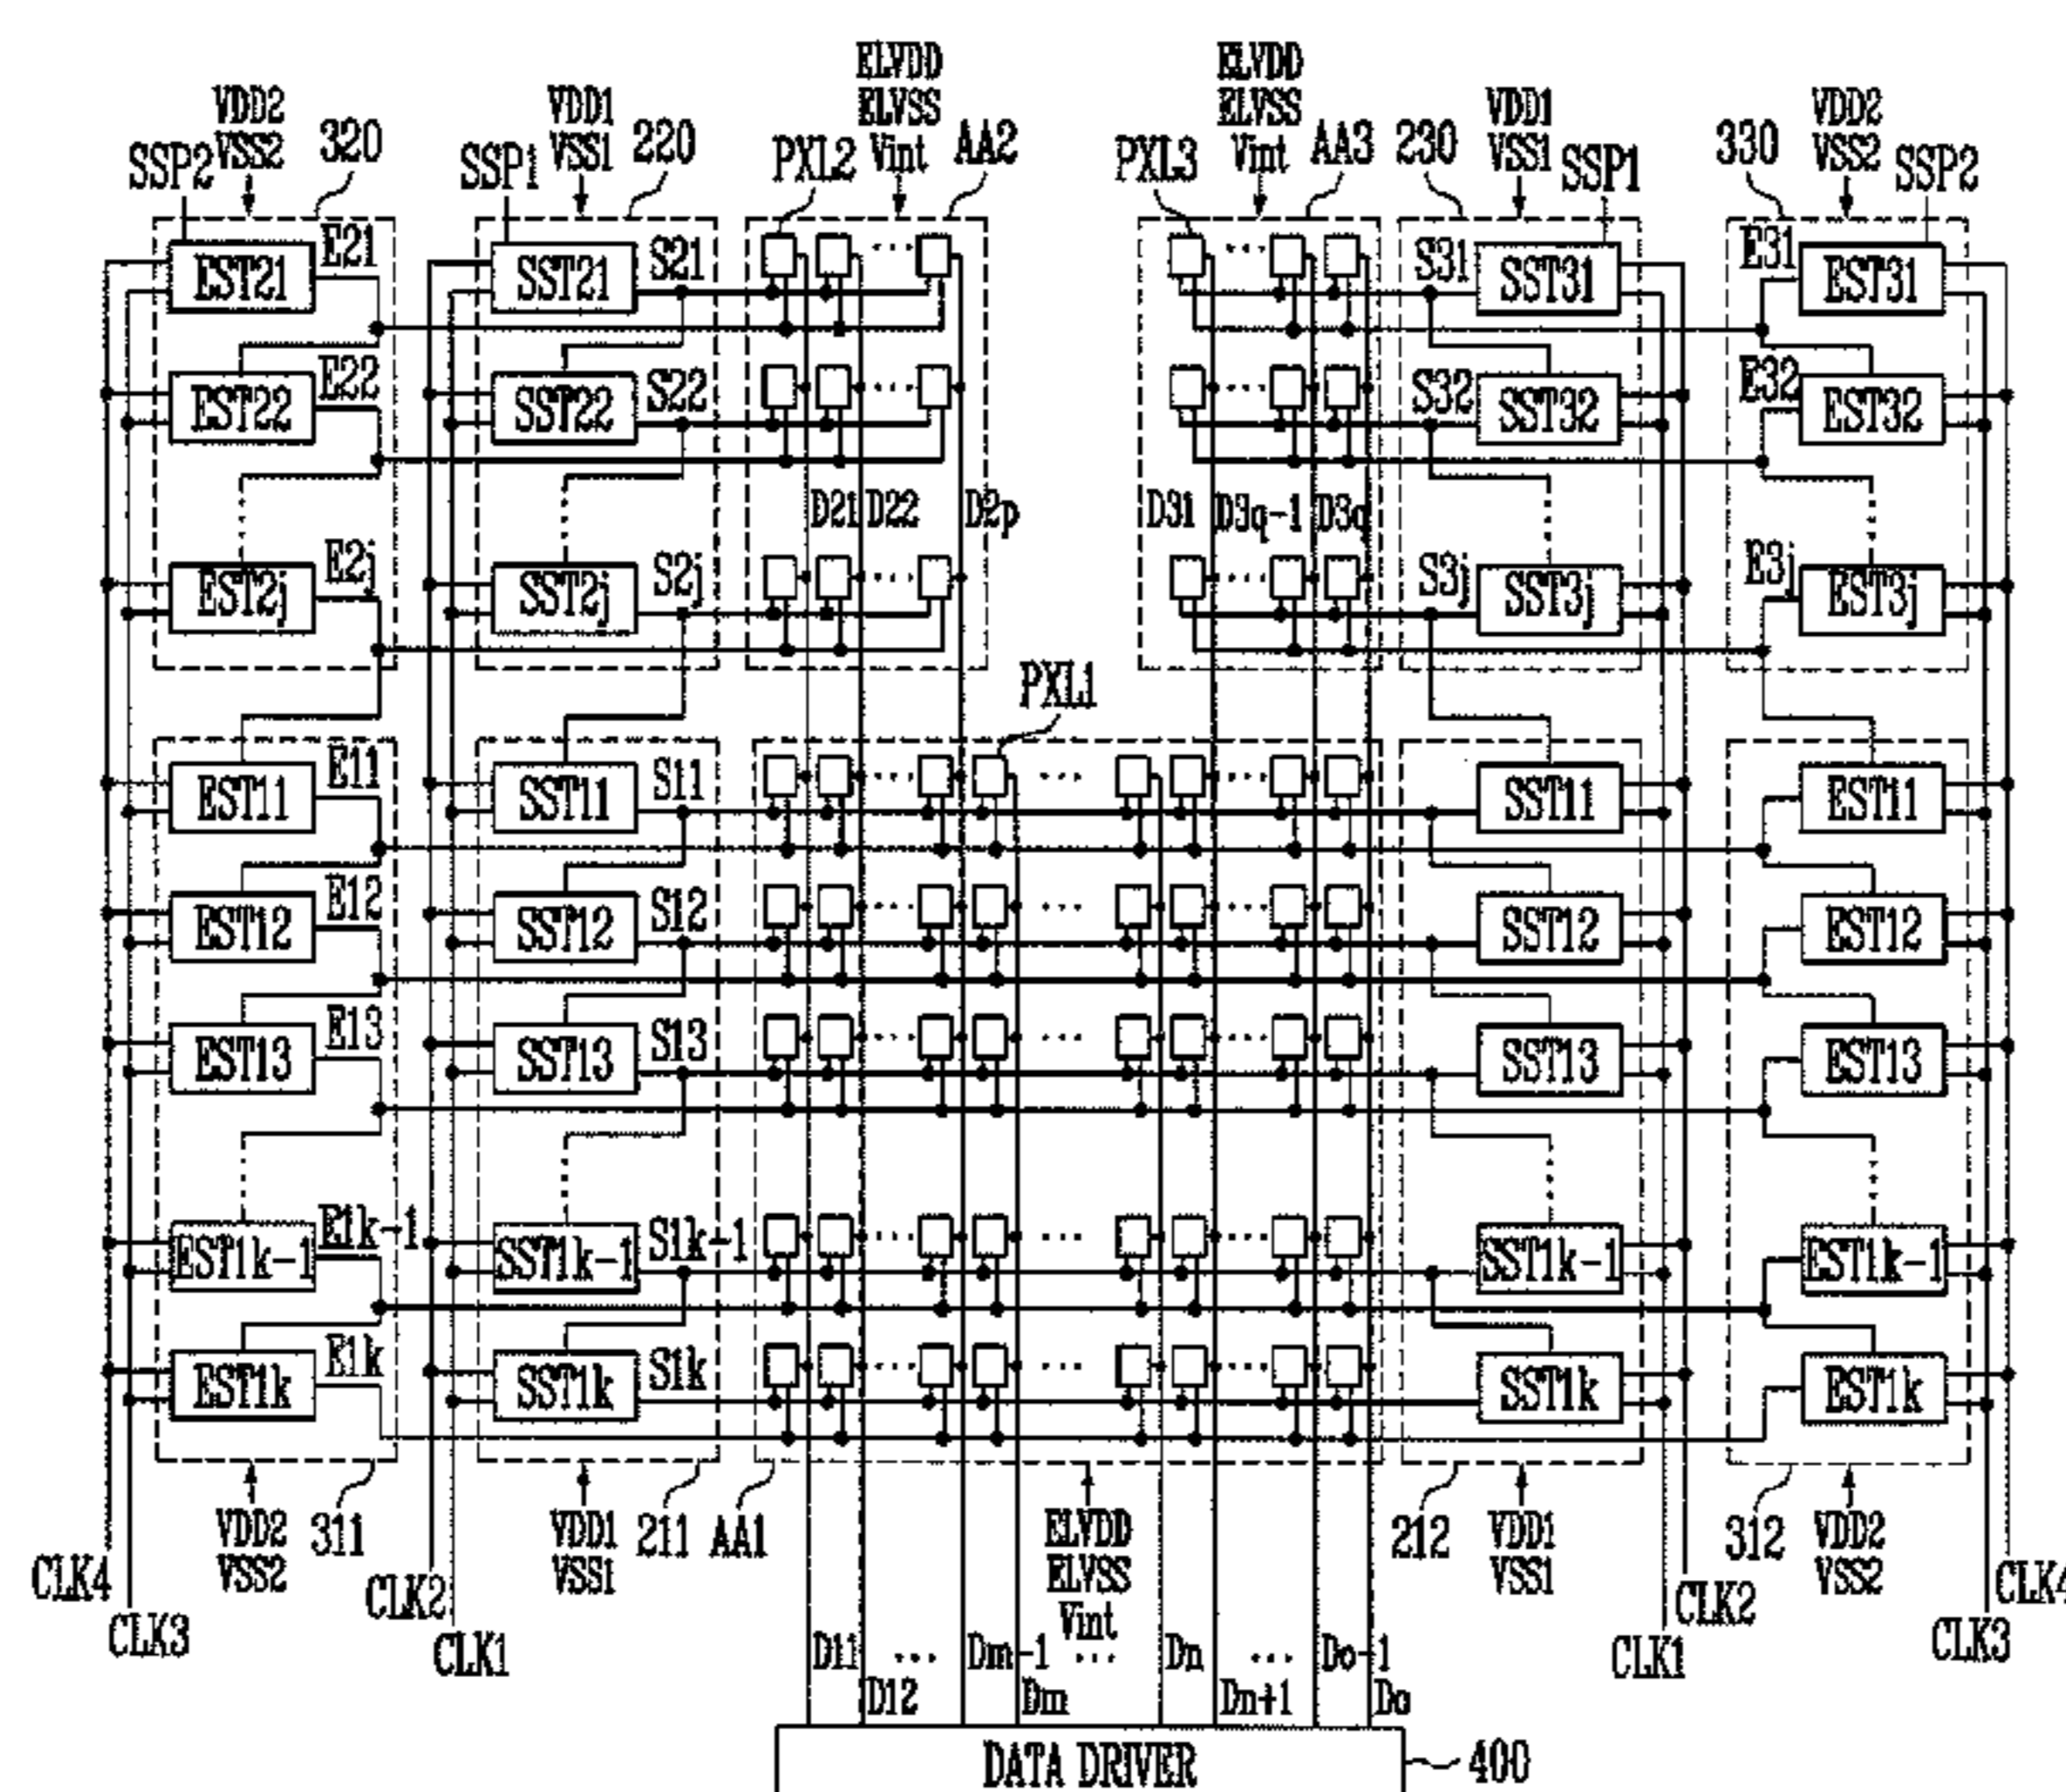 ELVDD ELVDD
VDD2 VDD1 ELVSS ELVSS VDD1 VDD2
SSP2 VSS2 320 SSP1 VSS1 220 PXL2 Vint AA2 PXL3 Vint AA3 230 VSS1 SSP1 330 VSS2 SSP2
EST21 E21 SST21 S21 ... ... S31 SST31 E31 EST31
EST22 E22 SST22 S22 ... ... S32 SST32 E32 EST32
D21 D22 D2p D31 D3q-1 D3q
EST2j E2j SST2j S2j ... ... S3j SST3j E3j EST3j
PXL1
EST11 E11 SST11 S11 ... ... ... SST11 EST11
EST12 E12 SST12 S12 ... ... ... SST12 EST12
EST13 E13 SST13 S13 ... ... ... SST13 EST13
EST1k-1 E1k-1 SST1k-1 S1k-1 ... ... ... SST1k-1 EST1k-1
EST1k E1k SST1k S1k ... ... ... SST1k EST1k
VDD2 311 VDD1 211 AA1 ELVDD 212 VDD1 312 VDD2
VSS2 VSS1 ELVSS VSS1 VSS2
CLK4 CLK2 Vint CLK2 CLK4
CLK3 CLK1 CLK1 CLK3
D11 ... Dm-1 ... Dn ... Do-1
D12 Dm Dn+1 Do
DATA DRIVER 400